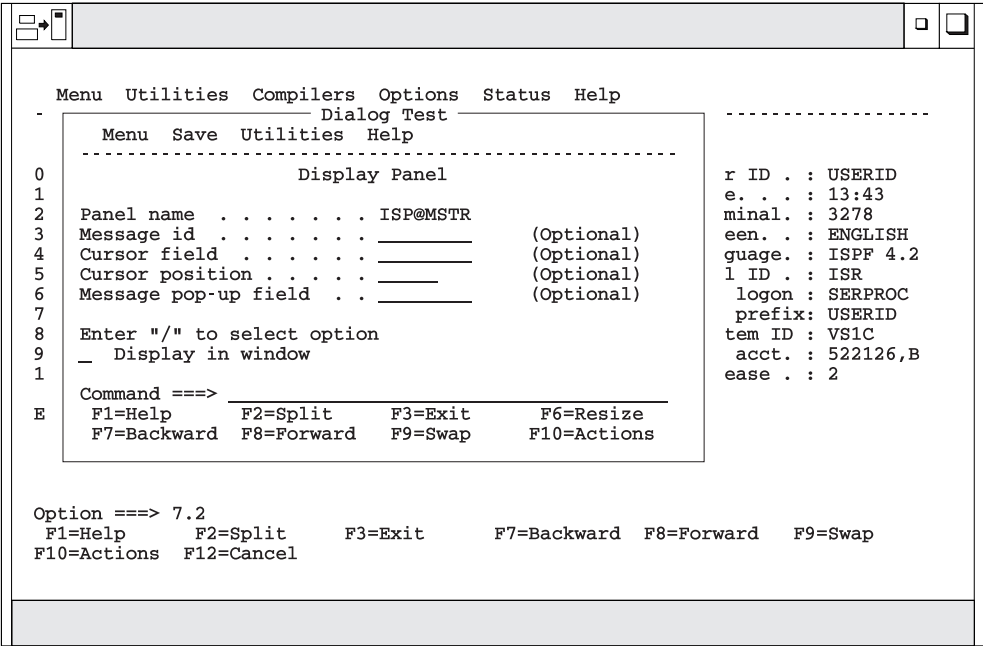 Menu Utilities Compilers Options Status Help
- Dialog Test - - - - - - - - - - - - - - - - - -
Menu Save Utilities Help
- - - - - - - - - - - - - - - - - - - - - - - - - - - - - - - - - - - - - - - - - - - - - - - - - - - -
0 Display Panel r ID . : USERID
1 e. . . : 13:43
2 Panel name . . . . . . . ISP@MSTR minal. : 3278
3 Message id . . . . . . . ________ (Optional) een. . : ENGLISH
4 Cursor field . . . . . . ________ (Optional) guage. : ISPF 4.2
5 Cursor position . . . . . _____ (Optional) l ID . : ISR
6 Message pop-up field . . ________ (Optional) logon : SERPROC
7 prefix: USERID
8 Enter "/" to select option tem ID : VS1C
9 _ Display in window acct. : 522126,B
1 ease . : 2
Command ===> ______________________________________
E F1=Help F2=Split F3=Exit F6=Resize
F7=Backward F8=Forward F9=Swap F10=Actions
Option ===> 7.2
F1=Help F2=Split F3=Exit F7=Backward F8=Forward F9=Swap
F10=Actions F12=Cancel